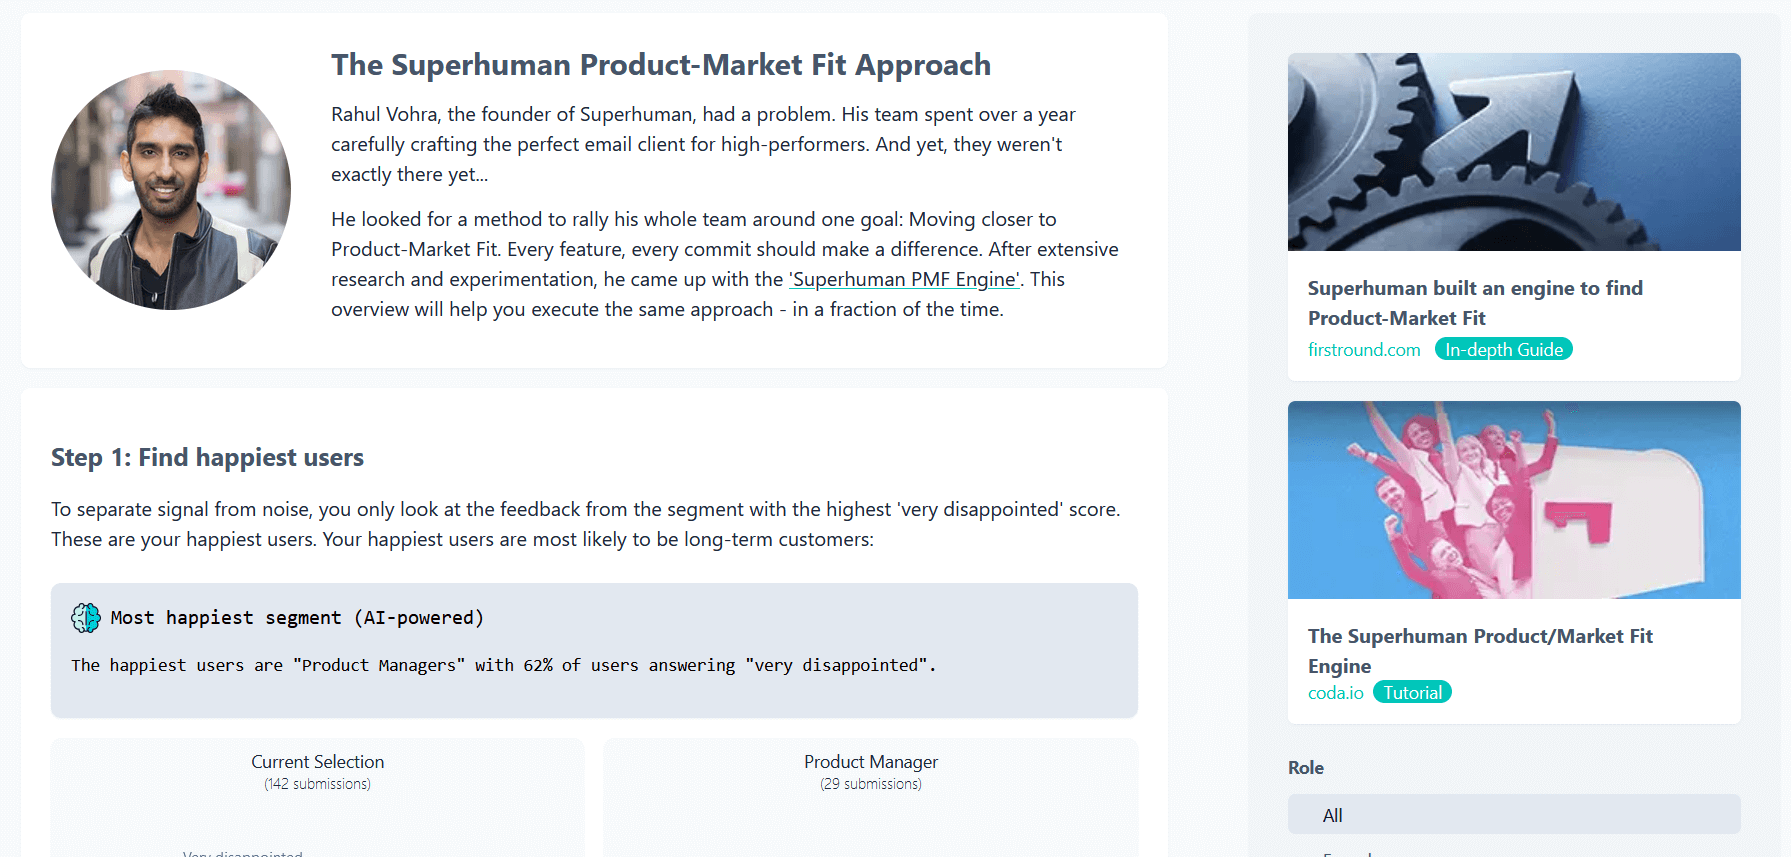 The Superhuman Product-Market Fit Approach
Rahul Vohra, the founder of Superhuman, had a problem. His team spent over a year
carefully crafting the perfect email client for high-performers. And yet, they weren't
exactly there yet...
He looked for a method to rally his whole team around one goal: Moving closer to
Product-Market Fit. Every feature, every commit should make a difference. After extensive
research and experimentation, he came up with the 'Superhuman PMF Engine'. This
overview will help you execute the same approach - in a fraction of the time.
Step 1: Find happiest users
To separate signal from noise, you only look at the feedback from the segment with the highest 'very disappointed' score.
These are your happiest users. Your happiest users are most likely to be long-term customers:
Most happiest segment (AI-powered)
The happiest users are "Product Managers" with 62% of users answering "very disappointed".
Current Selection
(142 submissions)
Very disappointed
Product Manager
(29 submissions)
Superhuman built an engine to find
Product-Market Fit
firstround.com In-depth Guide
The Superhuman Product/Market Fit
Engine
coda.io Tutorial
Role
All